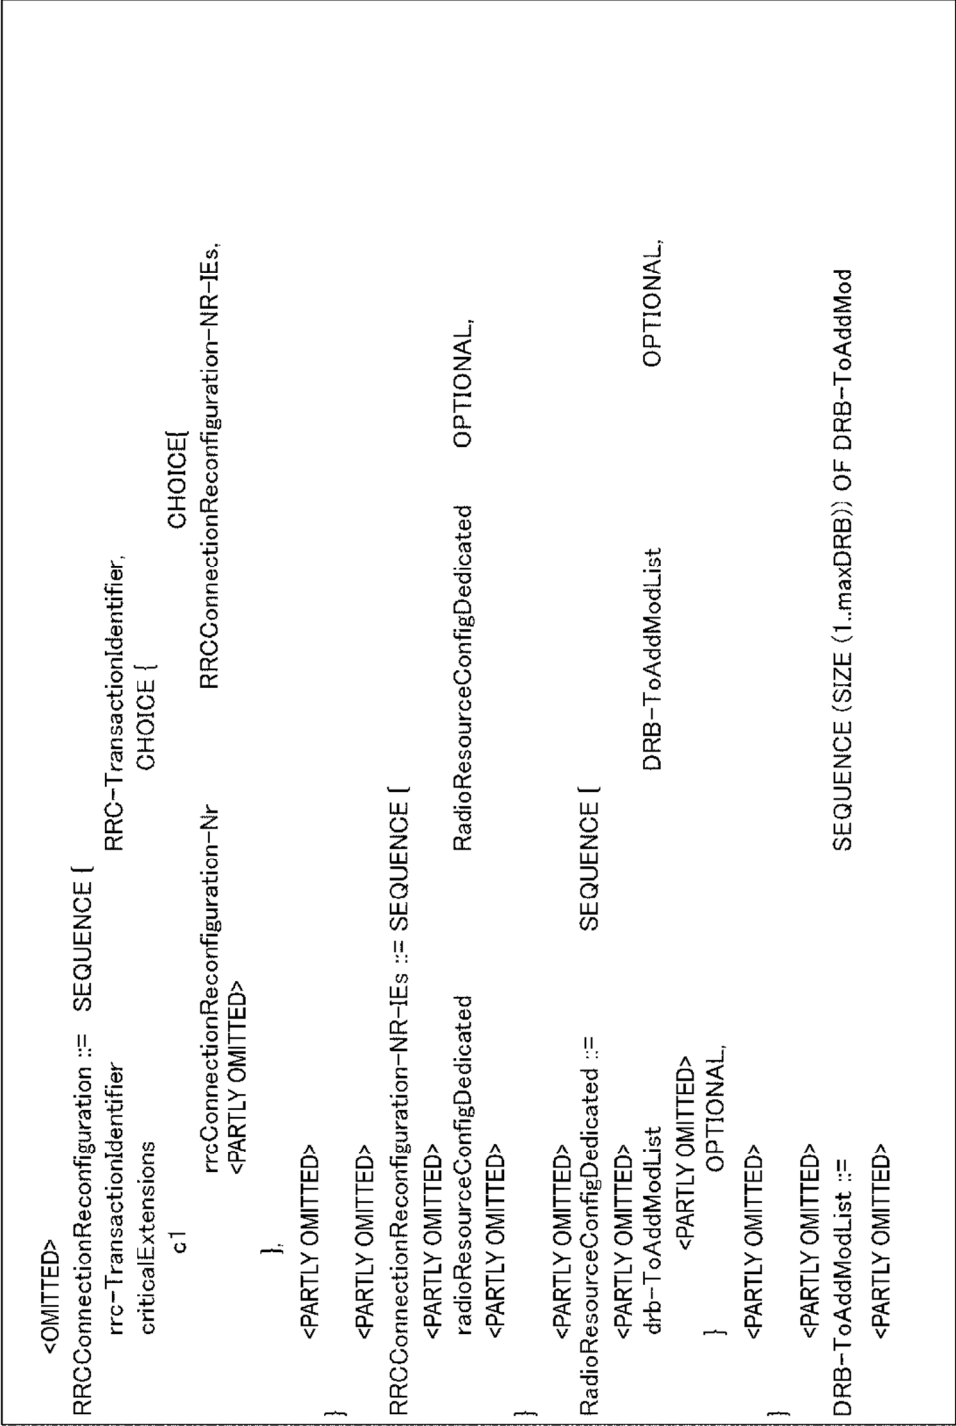 <OMITTED>
RRCConnectionReconfiguration ::= SEQUENCE {
rrc-TransactionIdentifier RRC-TransactionIdentifier,
criticalExtensions CHOICE {
c1 CHOICE{
rrcConnectionReconfiguration-Nr RRCConnectionReconfiguration-NR-IEs,
<PARTLY OMITTED>
},
<PARTLY OMITTED>
}
<PARTLY OMITTED>
RRCConnectionReconfiguration-NR-IEs ::= SEQUENCE {
<PARTLY OMITTED>
radioResourceConfigDedicated RadioResourceConfigDedicated OPTIONAL,
<PARTLY OMITTED>
}
<PARTLY OMITTED>
RadioResourceConfigDedicated ::= SEQUENCE {
<PARTLY OMITTED>
drb-ToAddModList DRB-ToAddModList OPTIONAL,
<PARTLY OMITTED>
} OPTIONAL,
<PARTLY OMITTED>
}
<PARTLY OMITTED>
DRB-ToAddModList ::= SEQUENCE (SIZE (1..maxDRB)) OF DRB-ToAddMod
<PARTLY OMITTED>